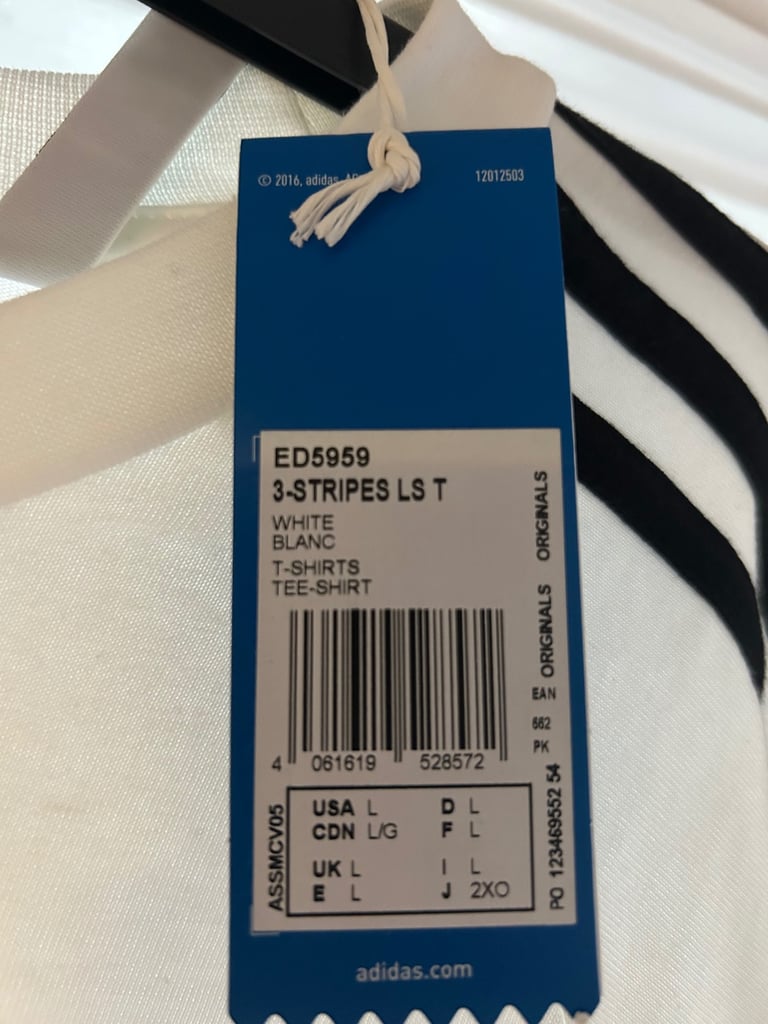 © 2016, adidas
12012503
ED5959
3-STRIPES LS T
WHITE
BLANC
T-SHIRTS
TEE-SHIRT
ORIGINALS
ORIGINALS
EAN
662
PK
4 061619 528572
ASSMCV05
USA L D L
CDN L/G F L
UK L I L
E L J 2XO
PO 123469552 54
adidas.com